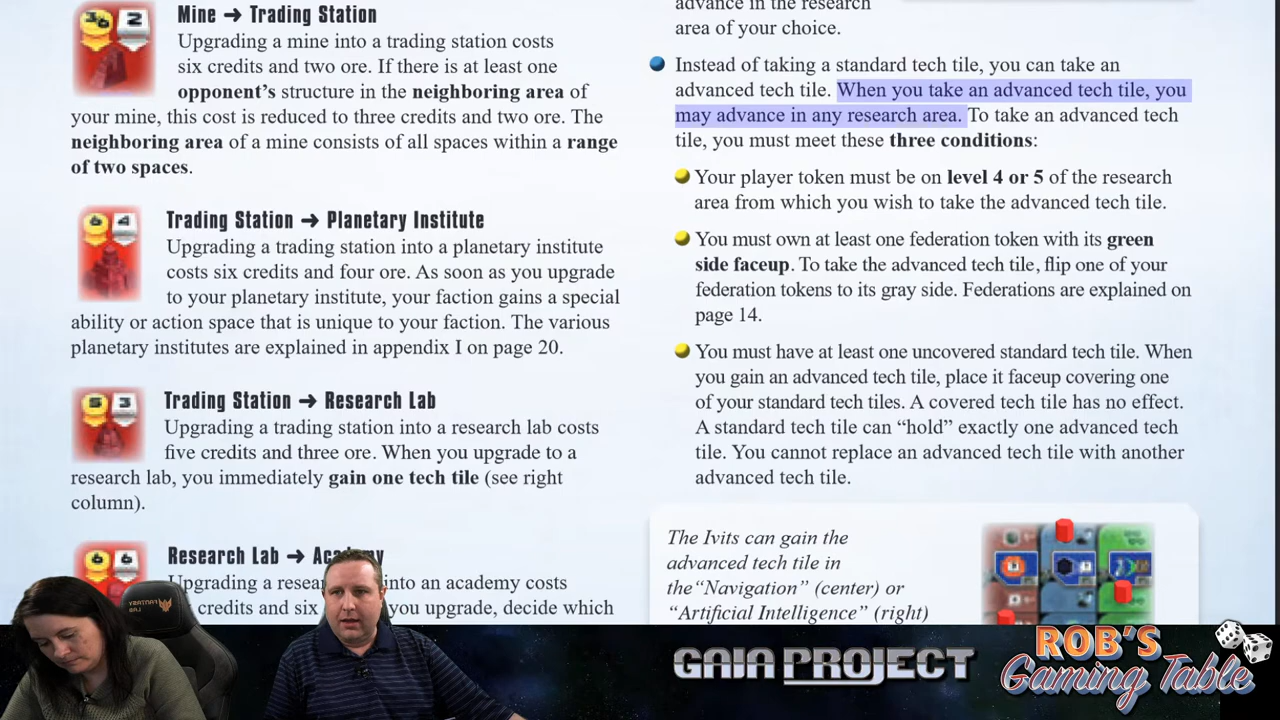 Mine → Trading Station
Upgrading a mine into a trading station costs
six credits and two ore. If there is at least one
opponent's structure in the neighboring area of
your mine, this cost is reduced to three credits and two ore. The
neighboring area of a mine consists of all spaces within a range
of two spaces.
2
Trading Station → Planetary Institute
Upgrading a trading station into a planetary institute
costs six credits and four ore. As soon as you upgrade
to your planetary institute, your faction gains a special
ability or action space that is unique to your faction. The various
planetary institutes are explained in appendix I on page 20.
6 4
Trading Station → Research Lab
Upgrading a trading station into a research lab costs
five credits and three ore. When you upgrade to a
research lab, you immediately gain one tech tile (see right
column).
5 3
Research Lab → Academy
Upgrading a resear into an academy costs
credits and six you upgrade, decide which
6 6
advance in the research
area of your choice.
Instead of taking a standard tech tile, you can take an
advanced tech tile. When you take an advanced tech tile, you
may advance in any research area. To take an advanced tech
tile, you must meet these three conditions:
Your player token must be on level 4 or 5 of the research
area from which you wish to take the advanced tech tile.
You must own at least one federation token with its green
side faceup. To take the advanced tech tile, flip one of your
federation tokens to its gray side. Federations are explained on
page 14.
You must have at least one uncovered standard tech tile. When
you gain an advanced tech tile, place it faceup covering one
of your standard tech tiles. A covered tech tile has no effect.
A standard tech tile can “hold” exactly one advanced tech
tile. You cannot replace an advanced tech tile with another
advanced tech tile.
The Ivits can gain the
advanced tech tile in
the“Navigation” (center) or
“Artificial Intelligence” (right)
GAIA PROJECT
ROB'S
Gaming Table